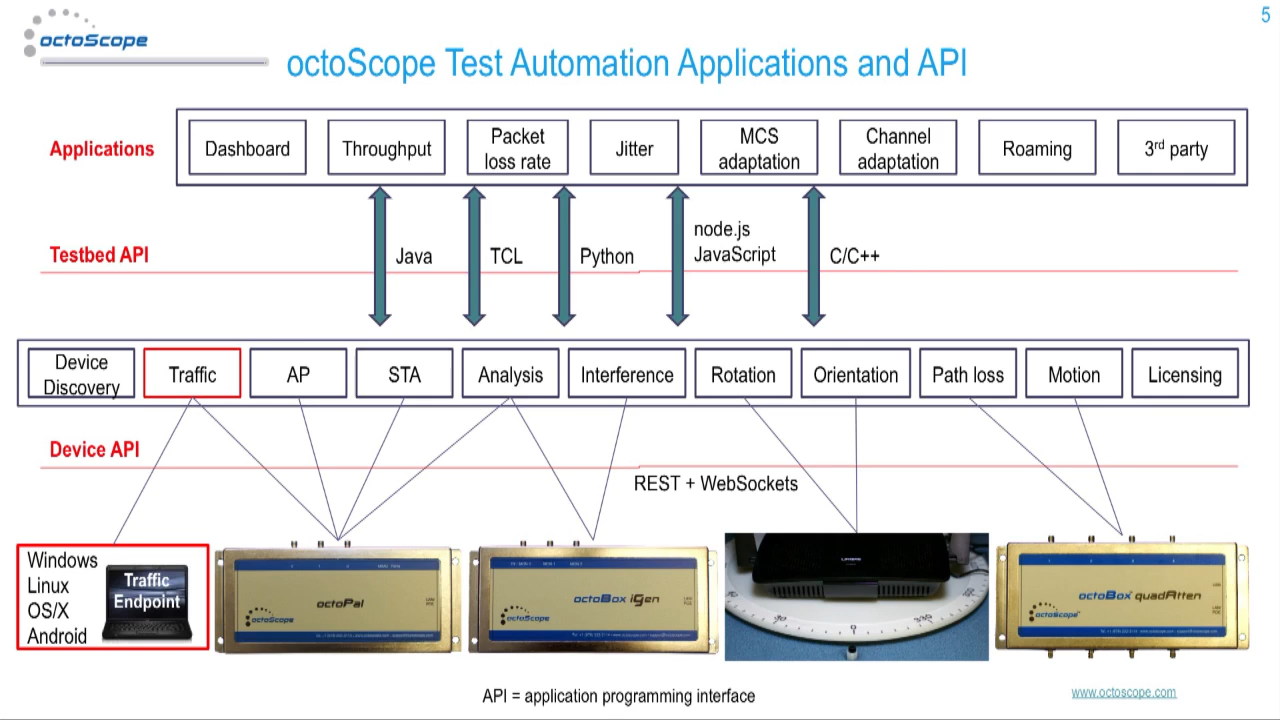 5
octoScope
octoScope Test Automation Applications and API
Applications
Dashboard
Throughput
Packet
loss rate
Jitter
MCS
adaptation
Channel
adaptation
Roaming
3rd party
Testbed API
Java
TCL
Python
node.js
JavaScript
C/C++
Device
Discovery
Traffic
AP
STA
Analysis
Interference
Rotation
Orientation
Path loss
Motion
Licensing
Device API
REST + WebSockets
Windows
Linux
OS/X
Android
Traffic
Endpoint
octoPal
octoScope
octoBox iGen
octoScope
LINKSYS
0
octoBox quadAtten
octoScope
API = application programming interface
www.octoscope.com